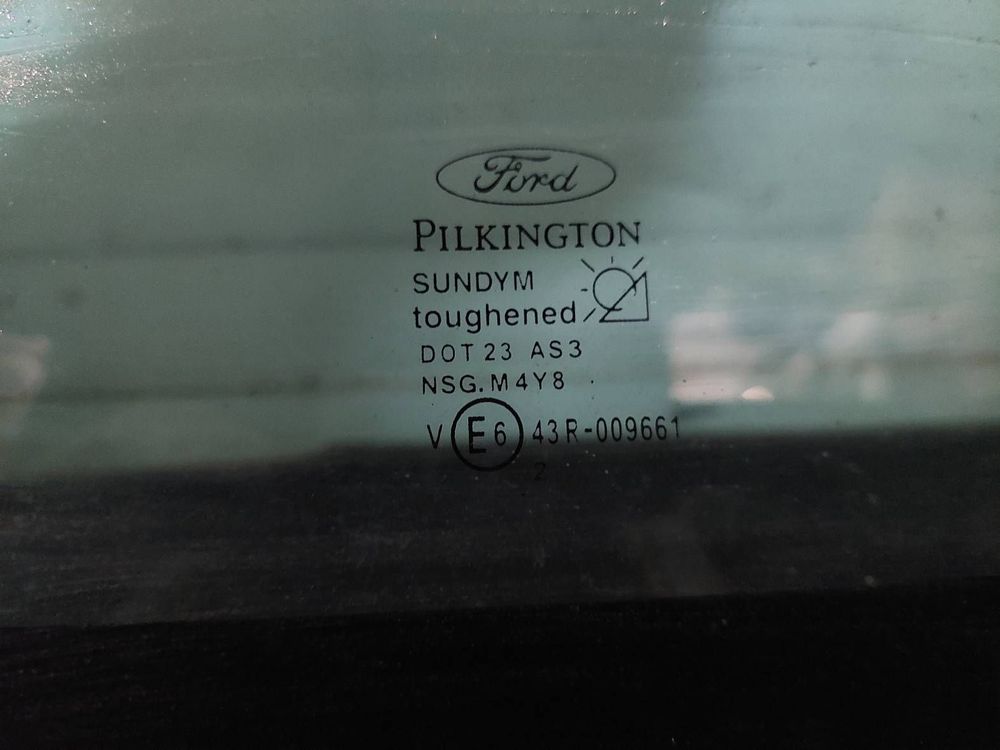 Ford
PILKINGTON
SUNDYM
toughened
DOT 23 AS3
NSG. M4Y8 .
V E6 43R-009661
2